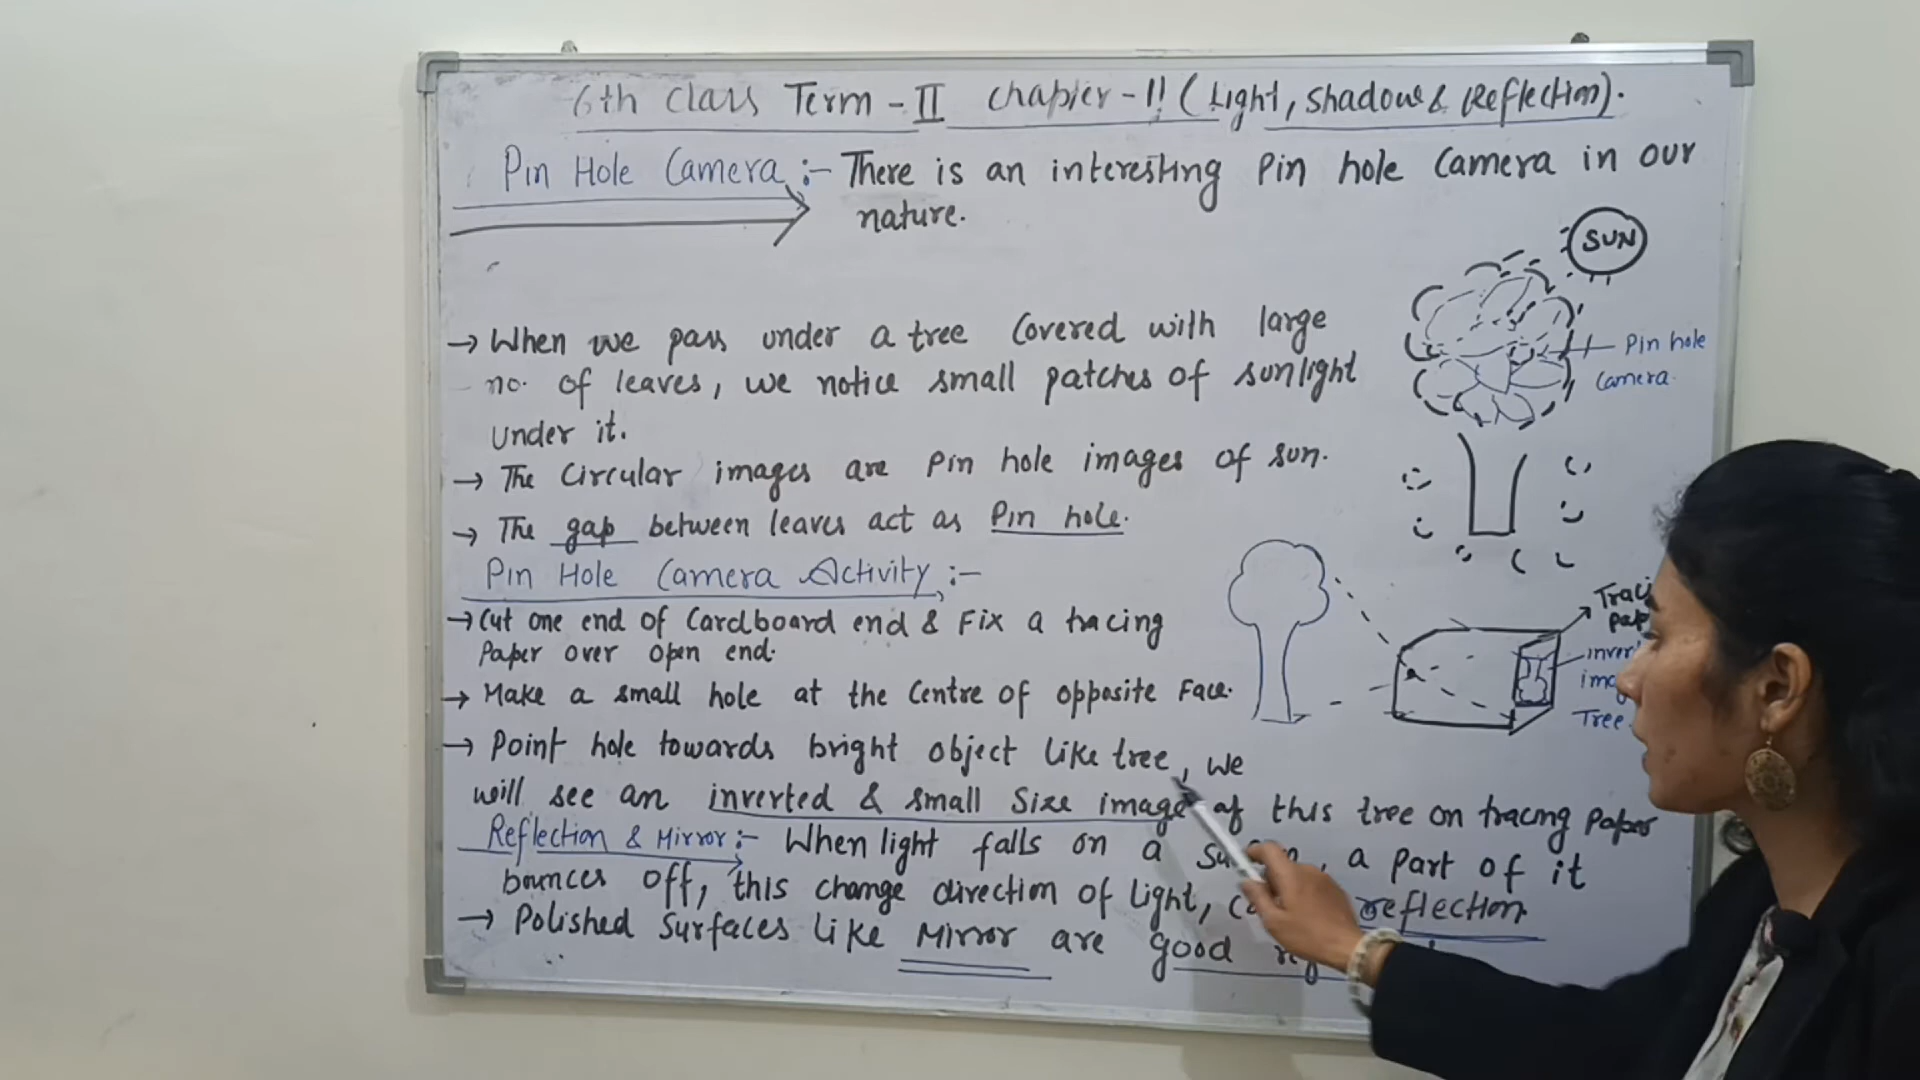 6th Class Term - II Chapter - 11 (Light, Shadows & Reflection).
Pin Hole Camera :- There is an interesting Pin hole Camera in our
nature.
SUN
Pin hole
Camera.
→ When we pass under a tree Covered with large
no. of leaves, we notice small patches of sunlight
under it.
→ The Circular images are Pin hole images of sun.
→ The gap between leaves act as Pin hole.
Pin Hole Camera Activity :-
→ Cut one end of Cardboard end & Fix a tracing
Paper over open end.
→ Make a small hole at the Centre of opposite Face.
Tree.
→ Point hole towards bright object like tree, we
will see an inverted & small Size image of this tree on tracing Paper
Reflection & Mirror :- When light falls on a , a part of it
bounces off, this change direction of light, reflection.
→ Polished Surfaces like Mirror are good